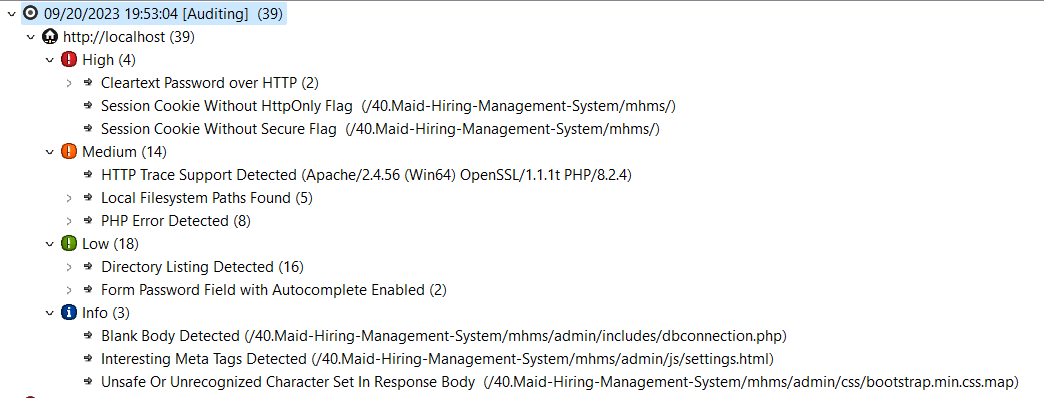 09/20/2023 19:53:04 [Auditing] (39)
http://localhost (39)
High (4)
Cleartext Password over HTTP (2)
Session Cookie Without HttpOnly Flag (/40.Maid-Hiring-Management-System/mhms/)
Session Cookie Without Secure Flag (/40.Maid-Hiring-Management-System/mhms/)
Medium (14)
HTTP Trace Support Detected (Apache/2.4.56 (Win64) OpenSSL/1.1.1t PHP/8.2.4)
Local Filesystem Paths Found (5)
PHP Error Detected (8)
Low (18)
Directory Listing Detected (16)
Form Password Field with Autocomplete Enabled (2)
Info (3)
Blank Body Detected (/40.Maid-Hiring-Management-System/mhms/admin/includes/dbconnection.php)
Interesting Meta Tags Detected (/40.Maid-Hiring-Management-System/mhms/admin/js/settings.html)
Unsafe Or Unrecognized Character Set In Response Body (/40.Maid-Hiring-Management-System/mhms/admin/css/bootstrap.min.css.map)